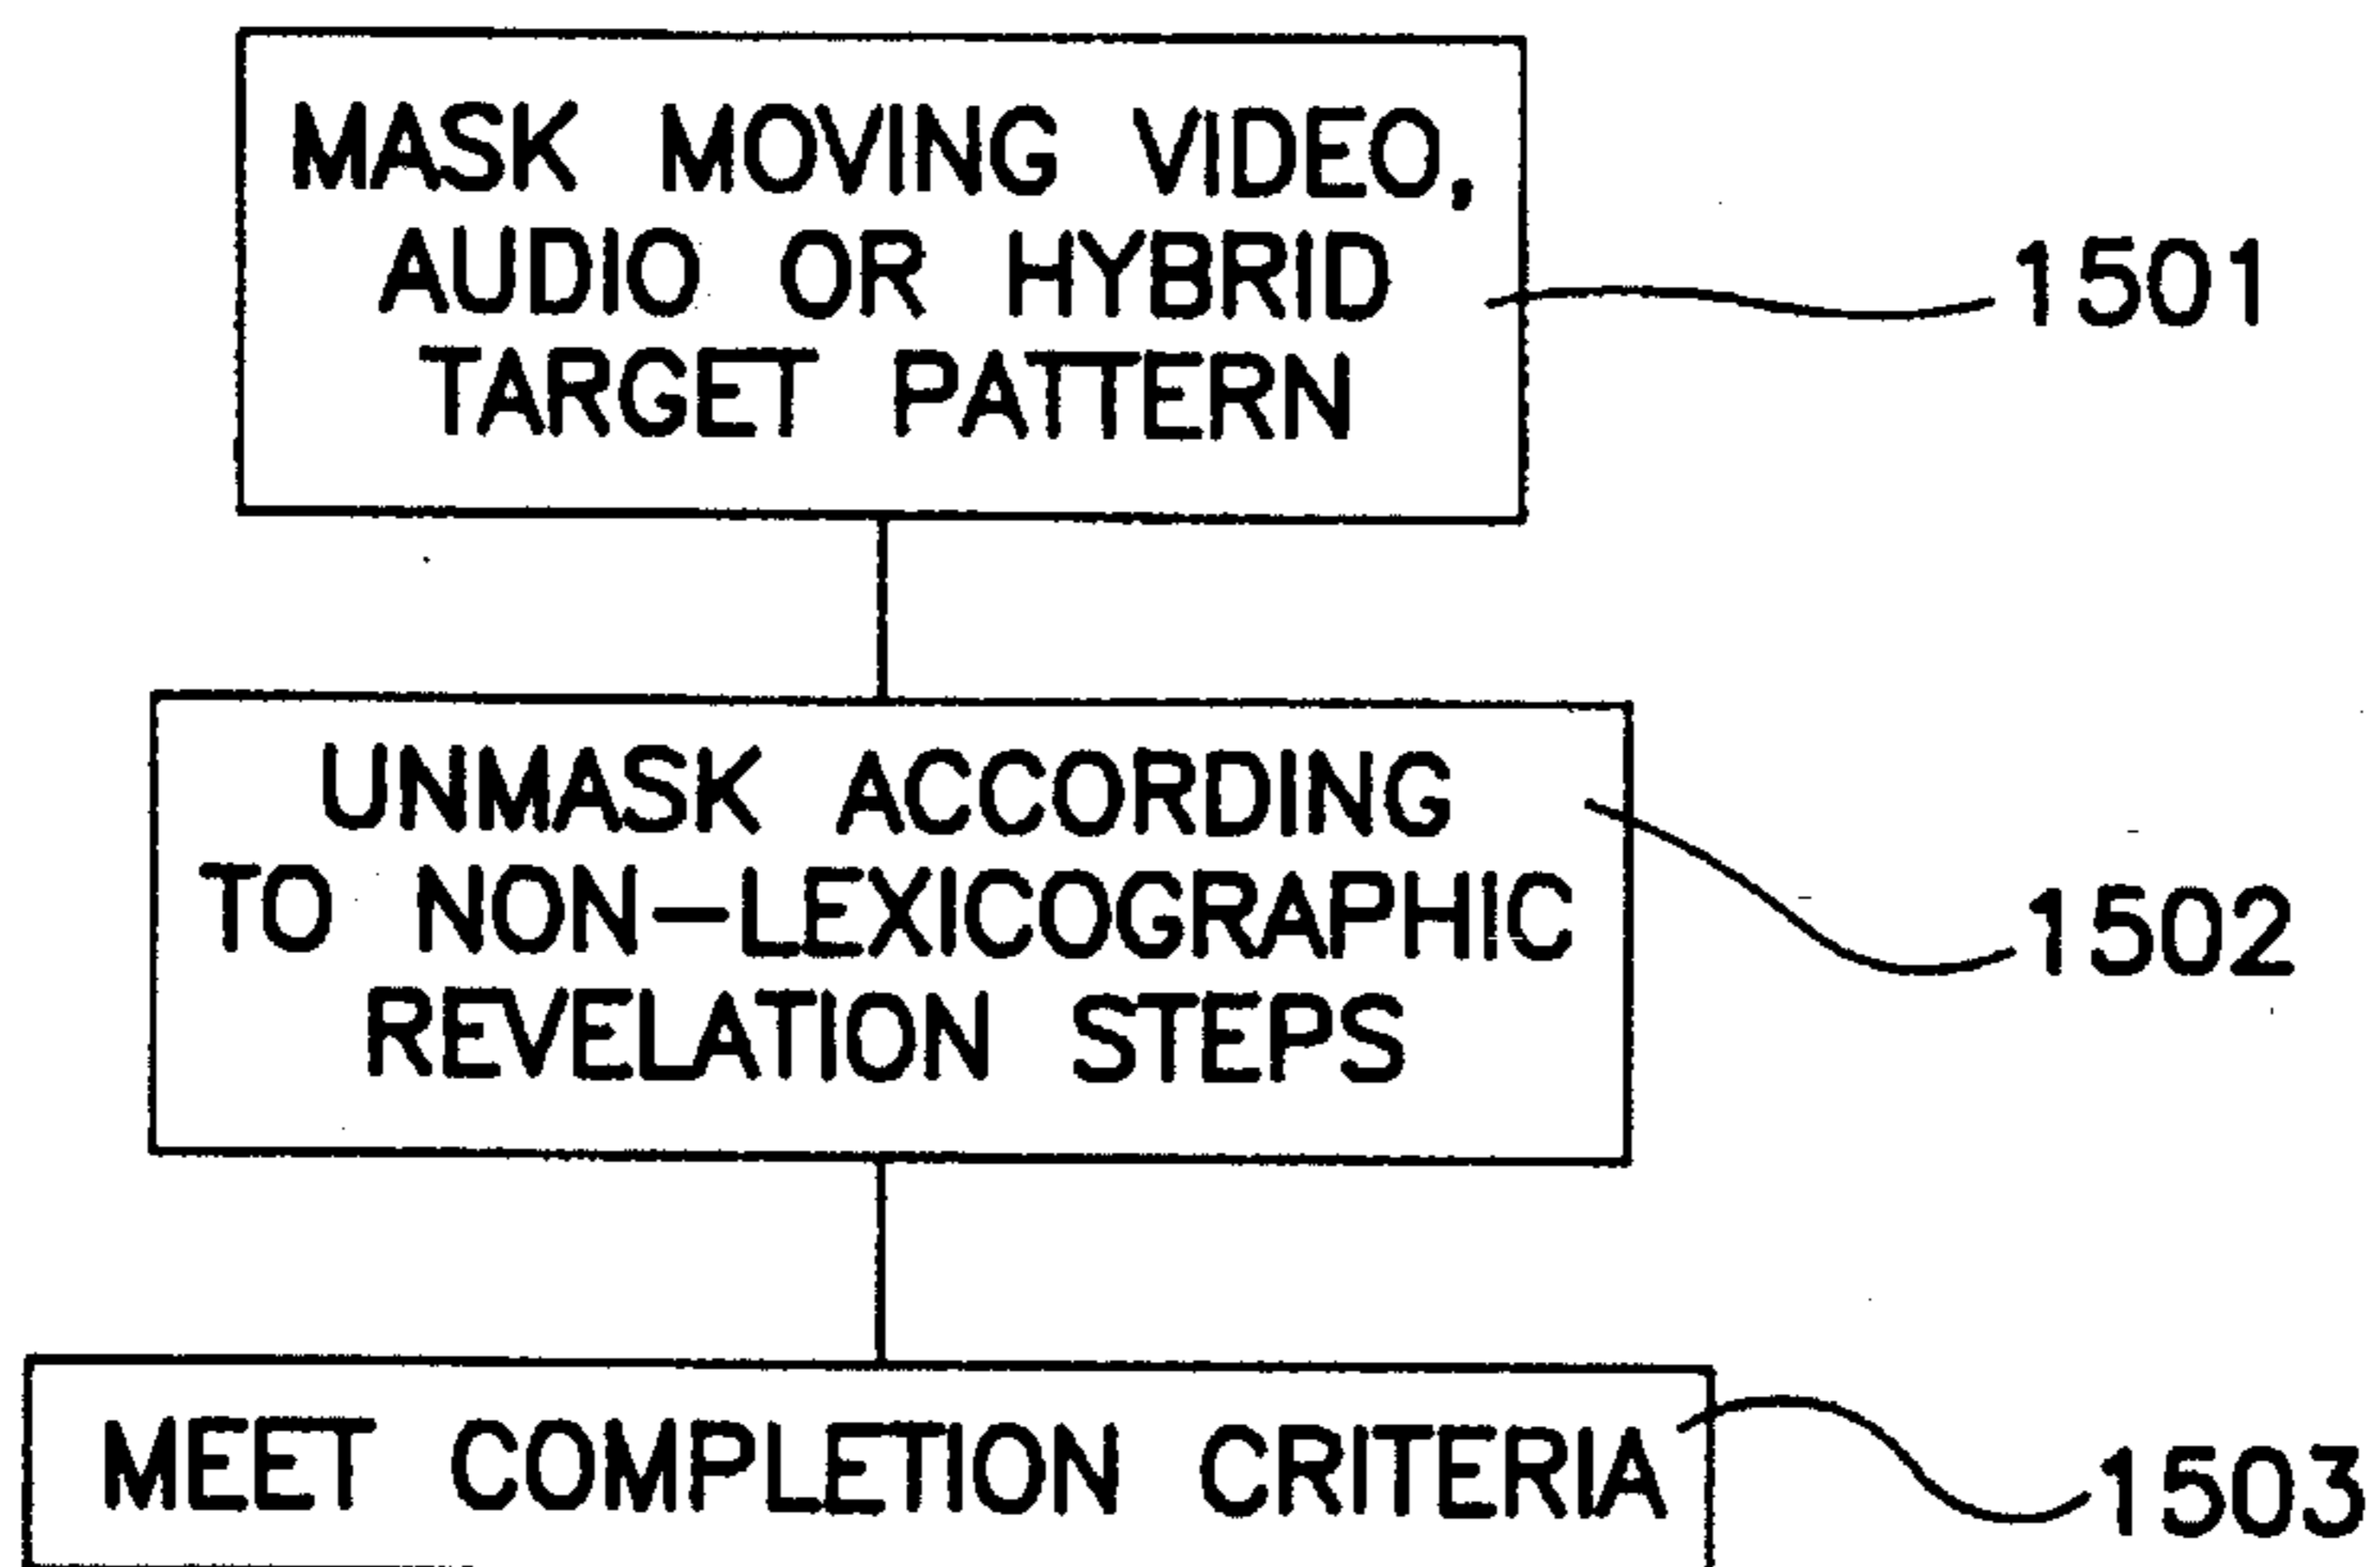 MASK MOVING VIDEO,
AUDIO OR HYBRID
TARGET PATTERN
1501
UNMASK ACCORDING
TO NON-LEXICOGRAPHIC
REVELATION STEPS
1502
MEET COMPLETION CRITERIA
1503